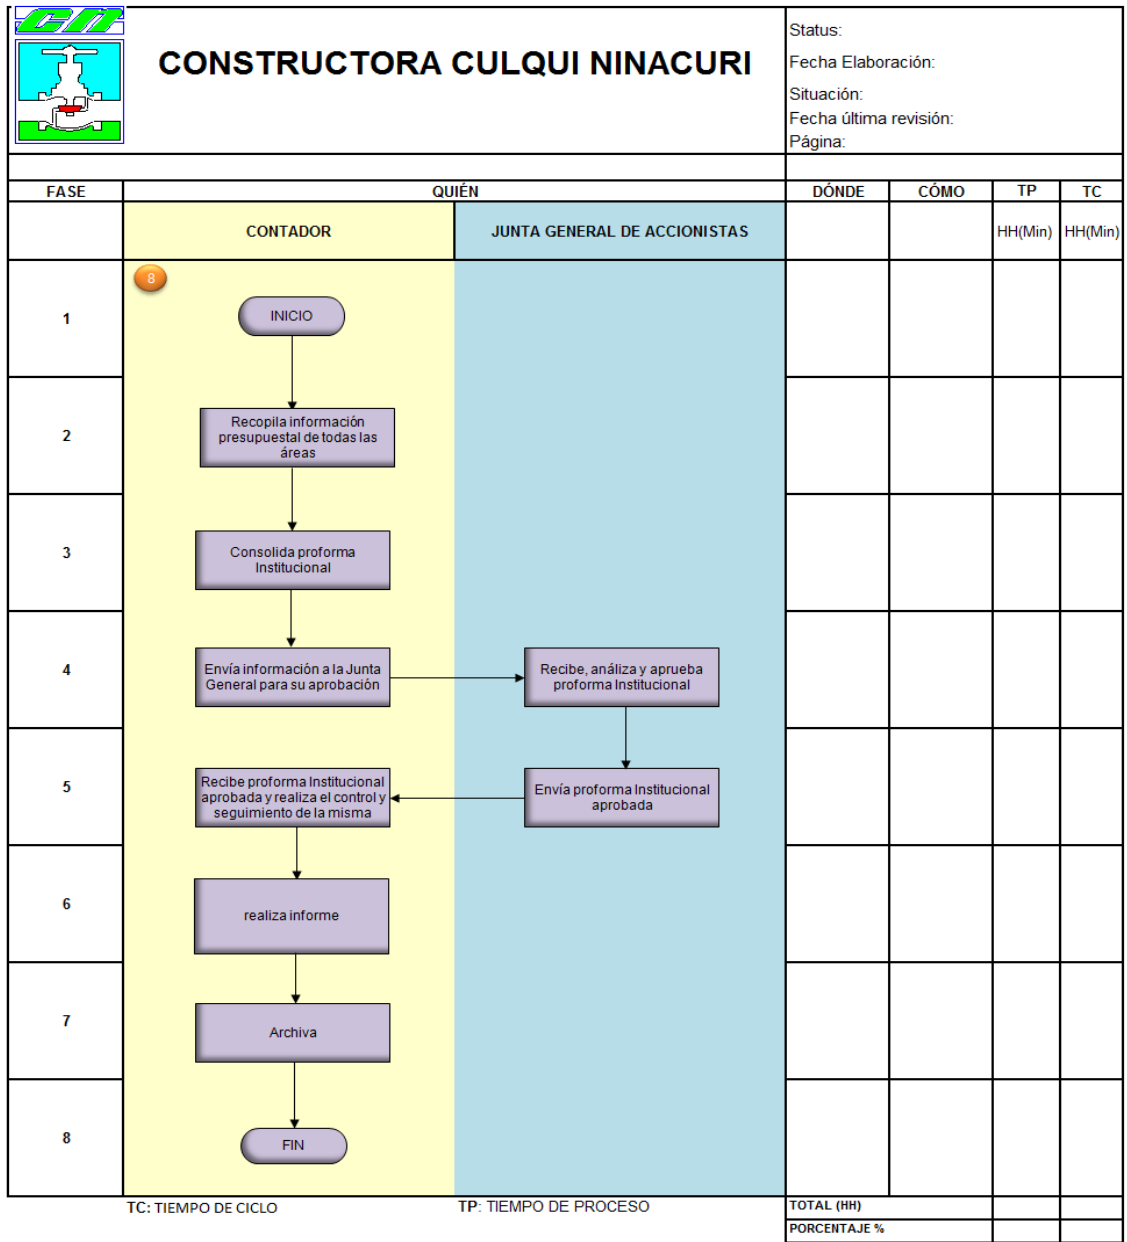 CN
CONSTRUCTORA CULQUI NINACURI
Status:
Fecha Elaboración:
Situación:
Fecha última revisión:
Página:
FASE QUIÉN DÓNDE CÓMO TP TC
CONTADOR JUNTA GENERAL DE ACCIONISTAS HH(Min) HH(Min)
8
1
INICIO
2
Recopila información
presupuestal de todas las
áreas
3
Consolida proforma
Institucional
4
Envía información a la Junta
General para su aprobación
Recibe, análiza y aprueba
proforma Institucional
5
Recibe proforma Institucional
aprobada y realiza el control y
seguimiento de la misma
Envía proforma Institucional
aprobada
6
realiza informe
7
Archiva
8
FIN
TC: TIEMPO DE CICLO TP: TIEMPO DE PROCESO TOTAL (HH)
PORCENTAJE %